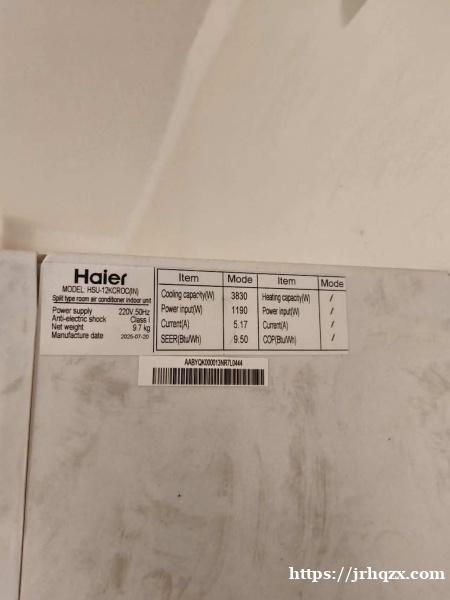 Haier
MODEL: HSU-12KCROC(IN)
Split type room air conditioner indoor unit
Power supply 220V,50Hz
Anti-electric shock Class I
Net weight 9.7 kg
Manufacture date 2025-07-20
Item Mode Item Mode
Cooling capacity(W) 3830 Heating capacity(W) /
Power input(W) 1190 Power input(W) /
Current(A) 5.17 Current(A) /
SEER(Btu/Wh) 9.50 COP(Btu/Wh) /
AABYQK000013NR7L0444
https://jrhqzx.com